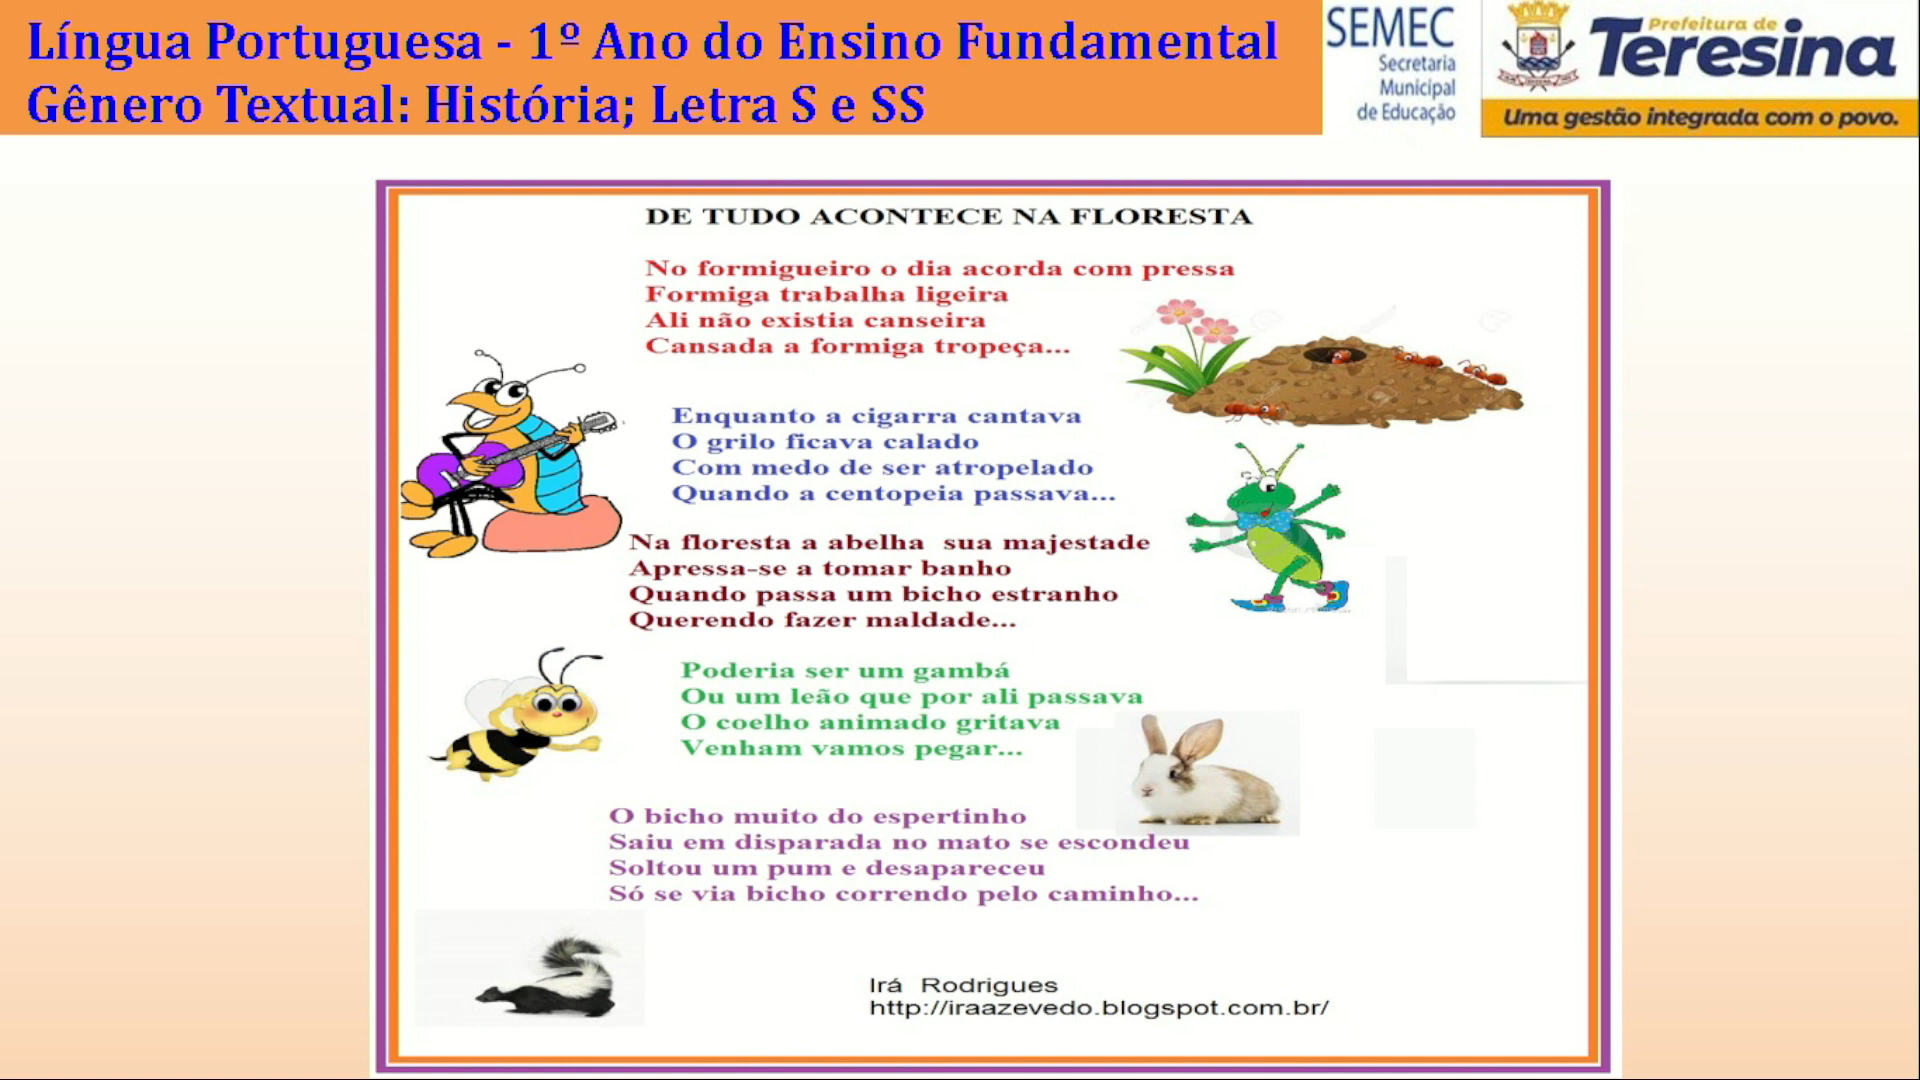 Língua Portuguesa - 1º Ano do Ensino Fundamental
Gênero Textual: História; Letra S e SS
SEMEC
Secretaria
Municipal
de Educação
Prefeitura de
Teresina
Uma gestão integrada com o povo.
DE TUDO ACONTECE NA FLORESTA
No formigueiro o dia acorda com pressa
Formiga trabalha ligeira
Ali não existia canseira
Cansada a formiga tropeça...
Enquanto a cigarra cantava
O grilo ficava calado
Com medo de ser atropelado
Quando a centopeia passava...
Na floresta a abelha sua majestade
Apressa-se a tomar banho
Quando passa um bicho estranho
Querendo fazer maldade...
Poderia ser um gambá
Ou um leão que por ali passava
O coelho animado gritava
Venham vamos pegar...
O bicho muito do espertinho
Saiu em disparada no mato se escondeu
Soltou um pum e desapareceu
Só se via bicho correndo pelo caminho...
Irá Rodrigues
http://iraazevedo.blogspot.com.br/